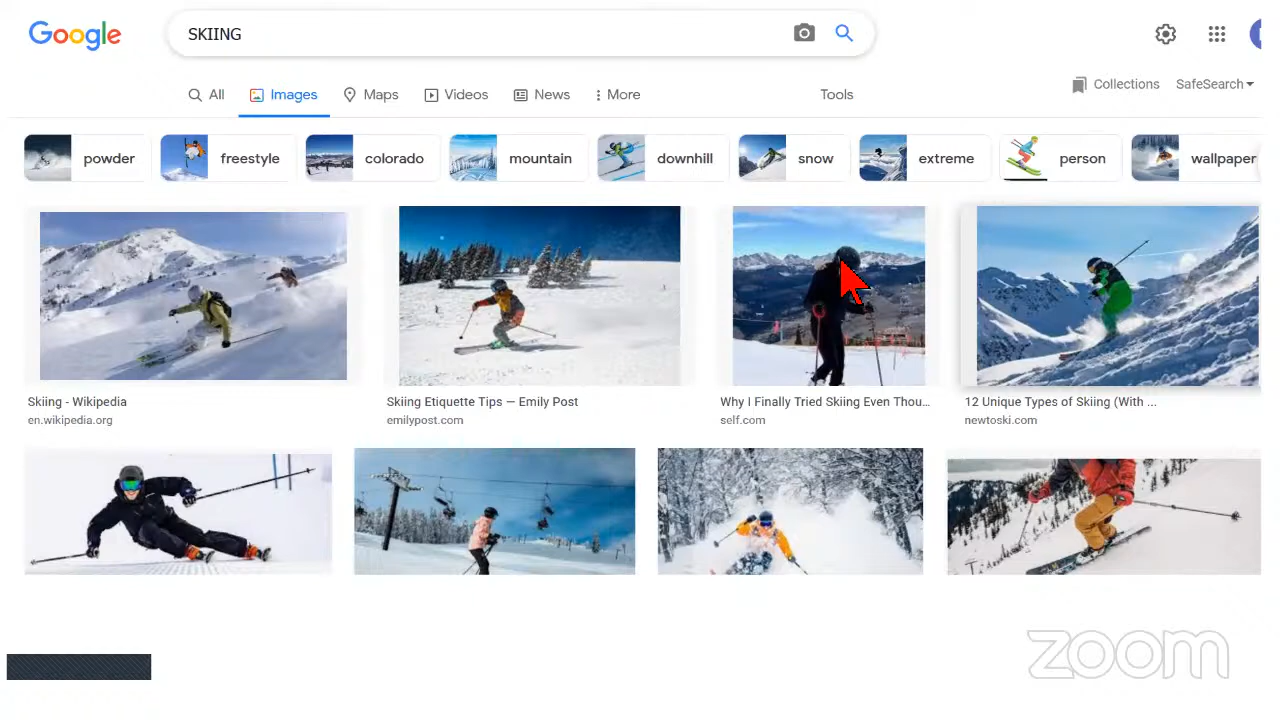 Google
SKIING
All
Images
Maps
Videos
News
More
Tools
Collections
SafeSearch
powder
freestyle
colorado
mountain
downhill
snow
extreme
person
wallpaper
Skiing - Wikipedia
en.wikipedia.org
Skiing Etiquette Tips — Emily Post
emilypost.com
Why I Finally Tried Skiing Even Thou...
self.com
12 Unique Types of Skiing (With ...
newtoski.com
zoom